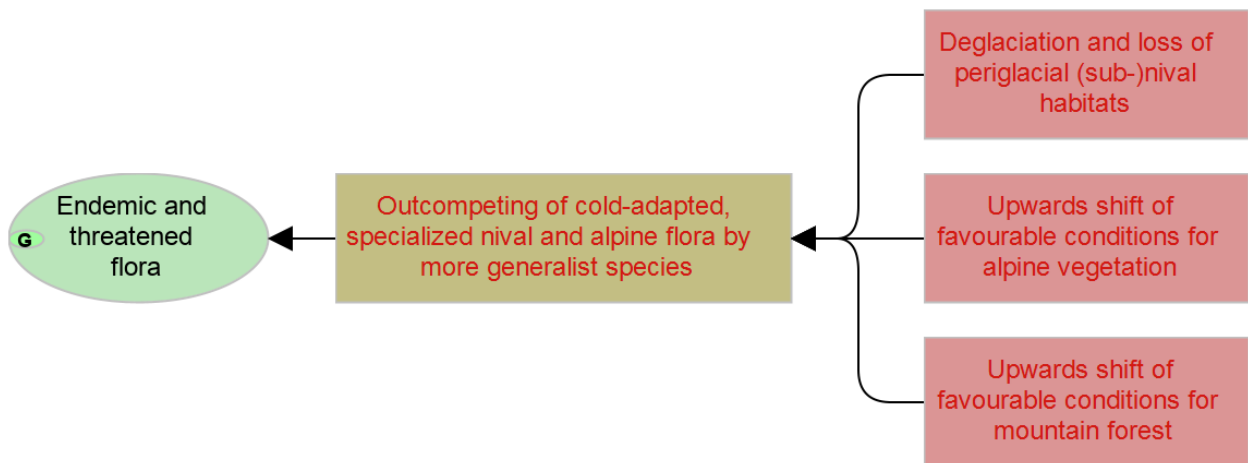 Endemic and
threatened
flora
G
Outcompeting of cold-adapted,
specialized nival and alpine flora by
more generalist species
Deglaciation and loss of
periglacial (sub-)nival
habitats
Upwards shift of
favourable conditions for
alpine vegetation
Upwards shift of
favourable conditions for
mountain forest